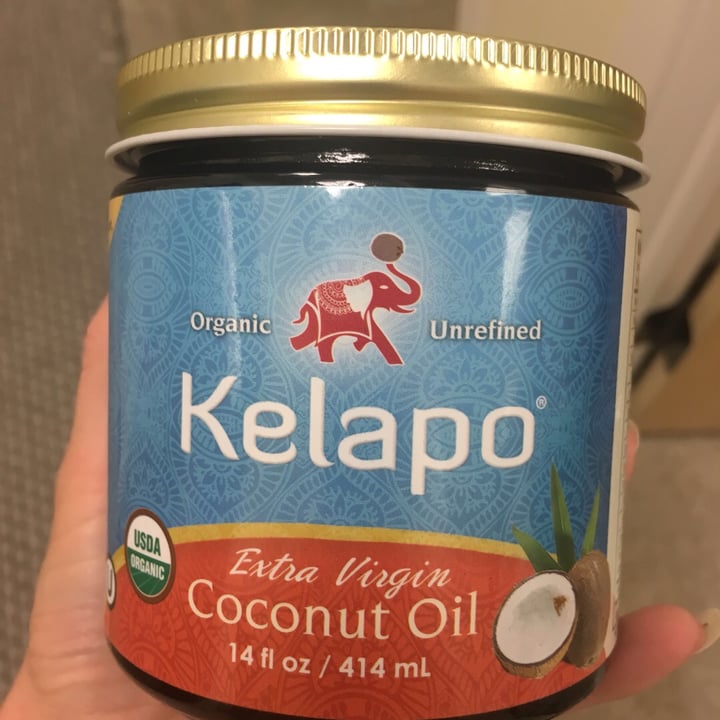 Organic
Unrefined
Kelapo®
USDA
ORGANIC
Extra Virgin
Coconut Oil
14 fl oz / 414 mL